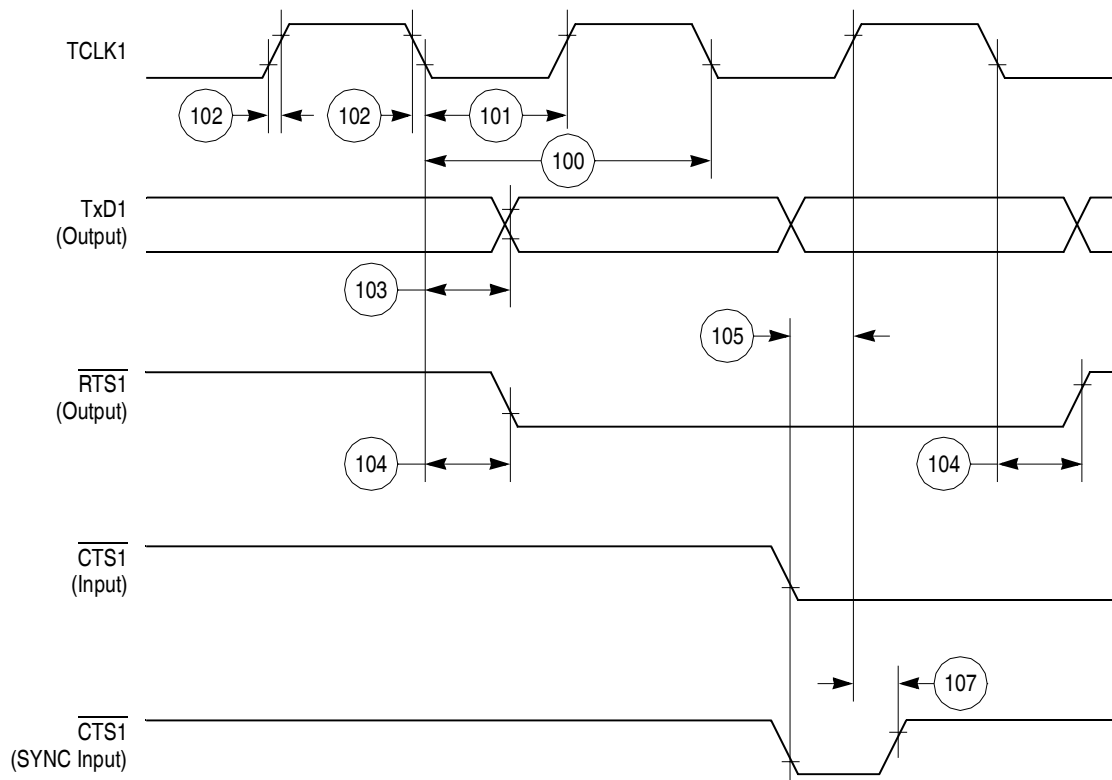 TCLK1
102
102
101
100
TxD1
(Output)
103
105
RTS1
(Output)
104
104
CTS1
(Input)
107
CTS1
(SYNC Input)